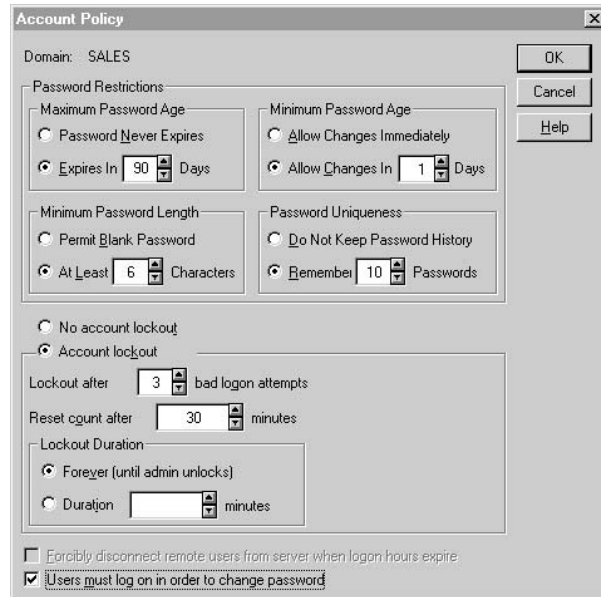 Account Policy
Domain: SALES
OK
Cancel
Help
Password Restrictions
Maximum Password Age
Password Never Expires
Expires In 90 Days
Minimum Password Age
Allow Changes Immediately
Allow Changes In 1 Days
Minimum Password Length
Permit Blank Password
At Least 6 Characters
Password Uniqueness
Do Not Keep Password History
Remember 10 Passwords
No account lockout
Account lockout
Lockout after 3 bad logon attempts
Reset count after 30 minutes
Lockout Duration
Forever (until admin unlocks)
Duration minutes
Forcibly disconnect remote users from server when logon hours expire
Users must log on in order to change password